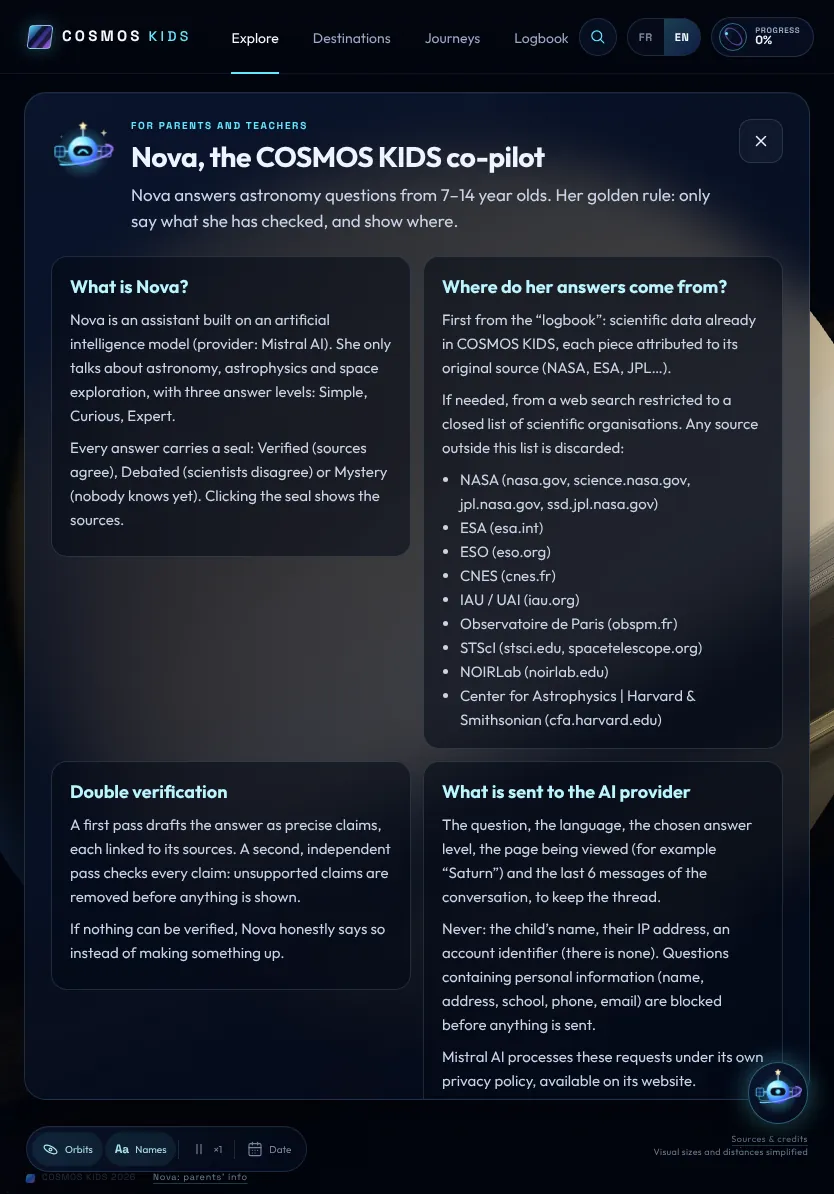 COSMOS KIDS
Explore
Destinations
Journeys
Logbook
FR
EN
PROGRESS
0%
FOR PARENTS AND TEACHERS
Nova, the COSMOS KIDS co-pilot
Nova answers astronomy questions from 7–14 year olds. Her golden rule: only
say what she has checked, and show where.
What is Nova?
Nova is an assistant built on an artificial
intelligence model (provider: Mistral AI). She only
talks about astronomy, astrophysics and space
exploration, with three answer levels: Simple,
Curious, Expert.
Every answer carries a seal: Verified (sources
agree), Debated (scientists disagree) or Mystery
(nobody knows yet). Clicking the seal shows the
sources.
Where do her answers come from?
First from the “logbook”: scientific data already
in COSMOS KIDS, each piece attributed to its
original source (NASA, ESA, JPL…).
If needed, from a web search restricted to a
closed list of scientific organisations. Any source
outside this list is discarded:
• NASA (nasa.gov, science.nasa.gov,
jpl.nasa.gov, ssd.jpl.nasa.gov)
• ESA (esa.int)
• ESO (eso.org)
• CNES (cnes.fr)
• IAU / UAI (iau.org)
• Observatoire de Paris (obspm.fr)
• STScI (stsci.edu, spacetelescope.org)
• NOIRLab (noirlab.edu)
• Center for Astrophysics | Harvard &
Smithsonian (cfa.harvard.edu)
Double verification
A first pass drafts the answer as precise claims,
each linked to its sources. A second, independent
pass checks every claim: unsupported claims are
removed before anything is shown.
If nothing can be verified, Nova honestly says so
instead of making something up.
What is sent to the AI provider
The question, the language, the chosen answer
level, the page being viewed (for example
“Saturn”) and the last 6 messages of the
conversation, to keep the thread.
Never: the child’s name, their IP address, an
account identifier (there is none). Questions
containing personal information (name,
address, school, phone, email) are blocked
before anything is sent.
Mistral AI processes these requests under its own
privacy policy, available on its website.
Orbits
Aa Names
×1
Date
Sources & credits
Visual sizes and distances simplified
COSMOS KIDS 2026
Nova: parents’ info